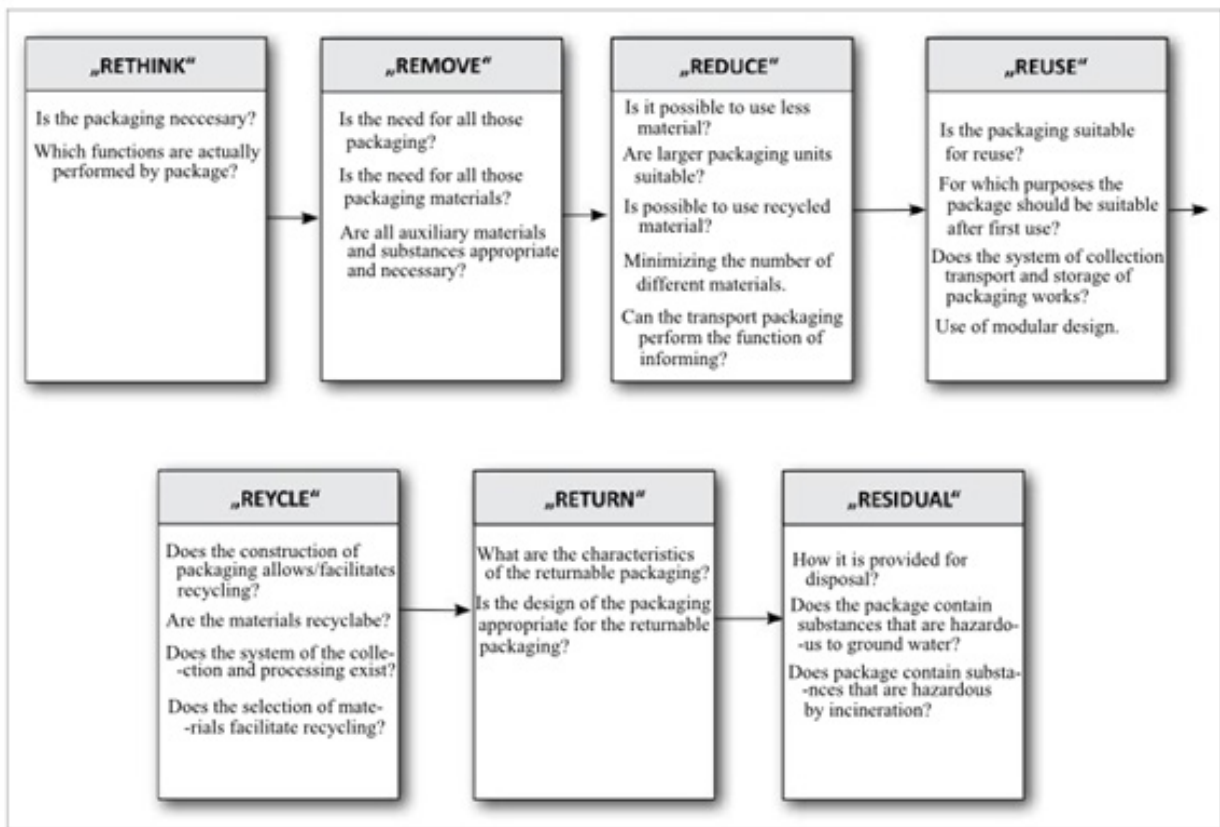 „RETHINK“
Is the packaging neccesary?
Which functions are actually
performed by package?
„REMOVE“
Is the need for all those
packaging?
Is the need for all those
packaging materials?
Are all auxiliary materials
and substances appropriate
and necessary?
„REDUCE“
Is it possible to use less
material?
Are larger packaging units
suitable?
Is possible to use recycled
material?
Minimizing the number of
different materials.
Can the transport packaging
perform the function of
informing?
„REUSE“
Is the packaging suitable
for reuse?
For which purposes the
package should be suitable
after first use?
Does the system of collection
transport and storage of
packaging works?
Use of modular design.
„REYCLE“
Does the construction of
packaging allows/facilitates
recycling?
Are the materials recyclabe?
Does the system of the colle-
-ction and processing exist?
Does the selection of mate-
-rials facilitate recycling?
„RETURN“
What are the characteristics
of the returnable packaging?
Is the design of the packaging
appropriate for the returnable
packaging?
„RESIDUAL“
How it is provided for
disposal?
Does the package contain
substances that are hazardo-
-us to ground water?
Does package contain substa-
-nces that are hazardous
by incineration?